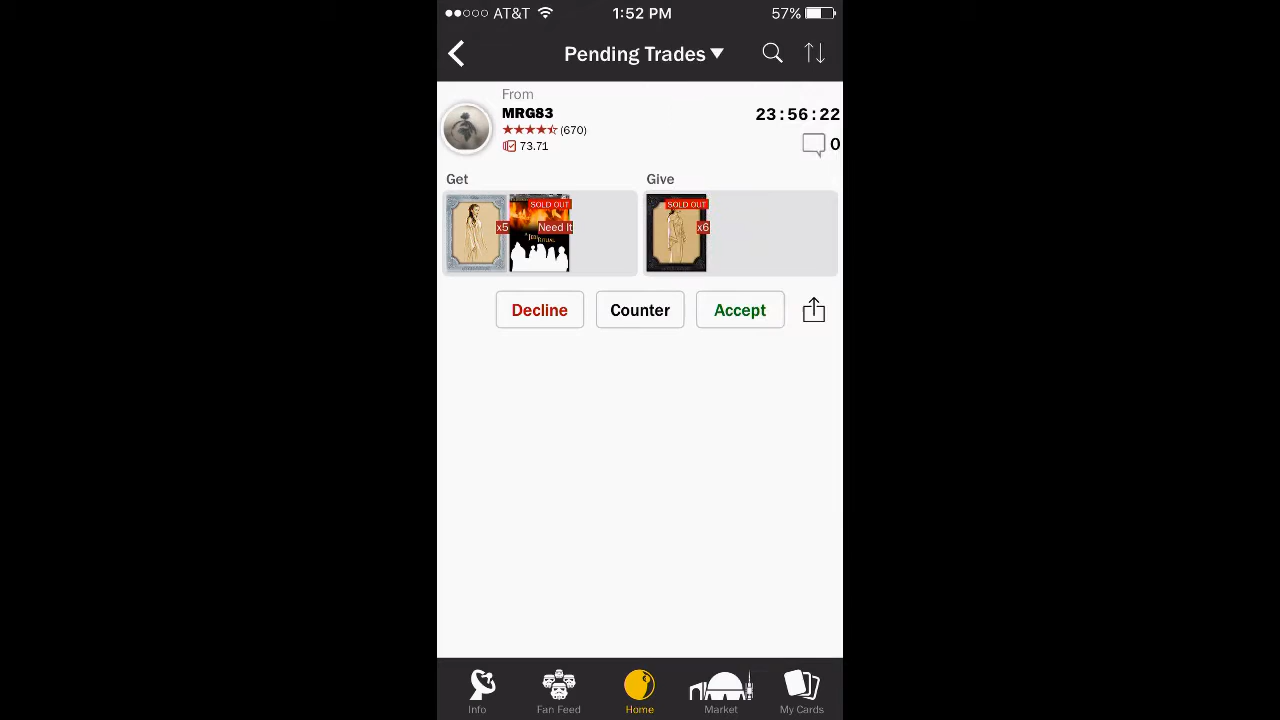 AT&T 1:52 PM 57%
Pending Trades
From
MRG83
23:56:22
(670)
73.71
0
Get
Give
SOLD OUT
SOLD OUT
x5
Need It
x6
Decline
Counter
Accept
Info
Fan Feed
Home
Market
My Cards